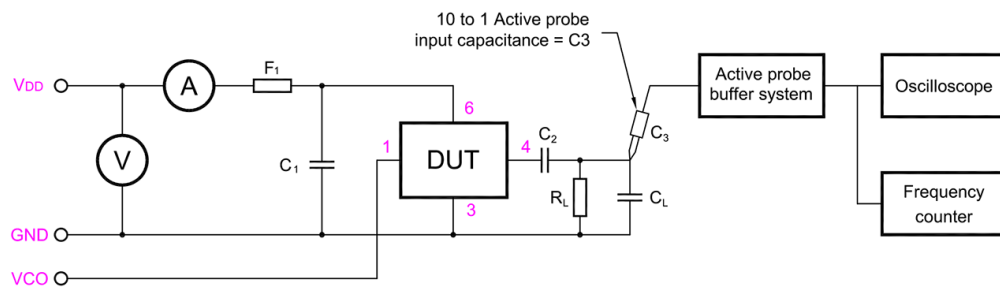 10 to 1 Active probe
input capacitance = C3
VDD
A
F1
6
V
C1
1
DUT
4
C2
C3
3
RL
CL
GND
VCO
Active probe
buffer system
Oscilloscope
Frequency
counter